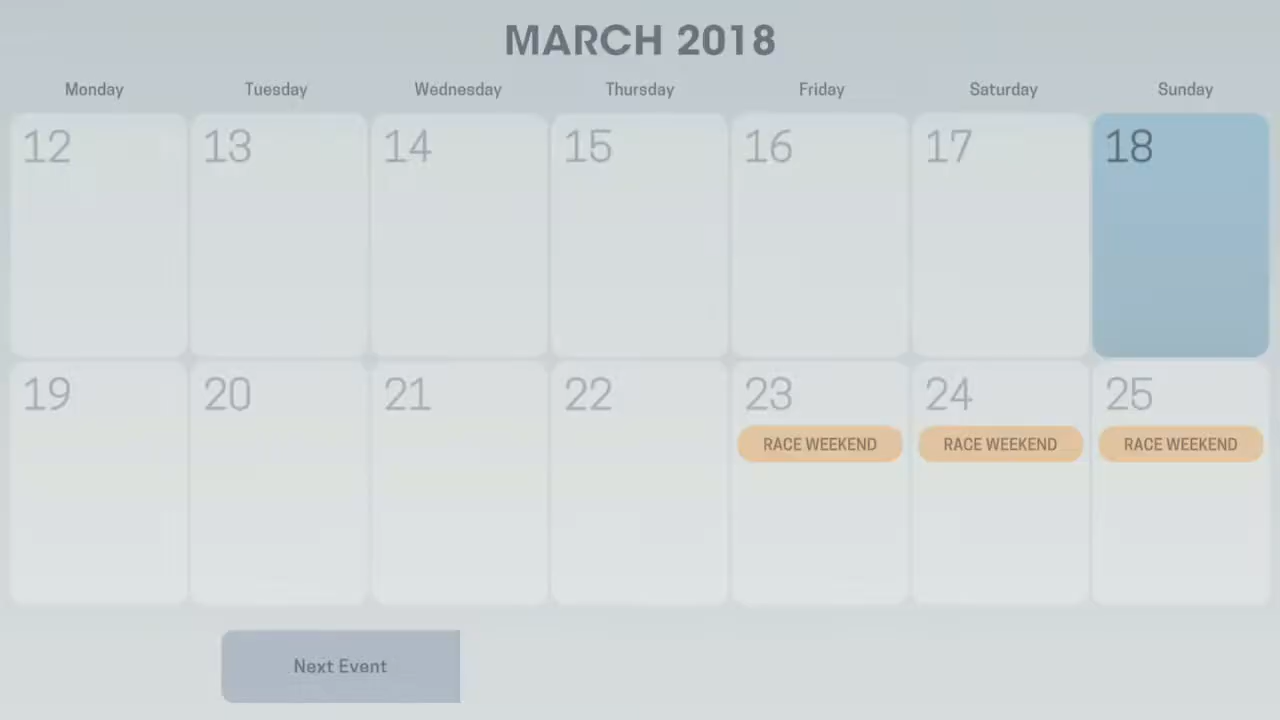 MARCH 2018
Monday Tuesday Wednesday Thursday Friday Saturday Sunday
12 13 14 15 16 17 18
19 20 21 22 23 24 25
RACE WEEKEND RACE WEEKEND RACE WEEKEND
Next Event